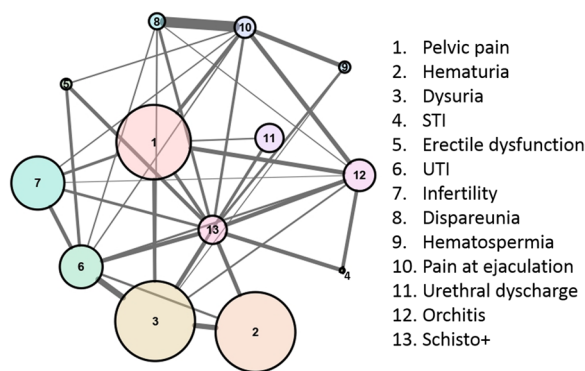 8
10
9
5
1
11
7
12
13
6
4
3
2
1. Pelvic pain
2. Hematuria
3. Dysuria
4. STI
5. Erectile dysfunction
6. UTI
7. Infertility
8. Dispareunia
9. Hematospermia
10. Pain at ejaculation
11. Urethral dyscharge
12. Orchitis
13. Schisto+